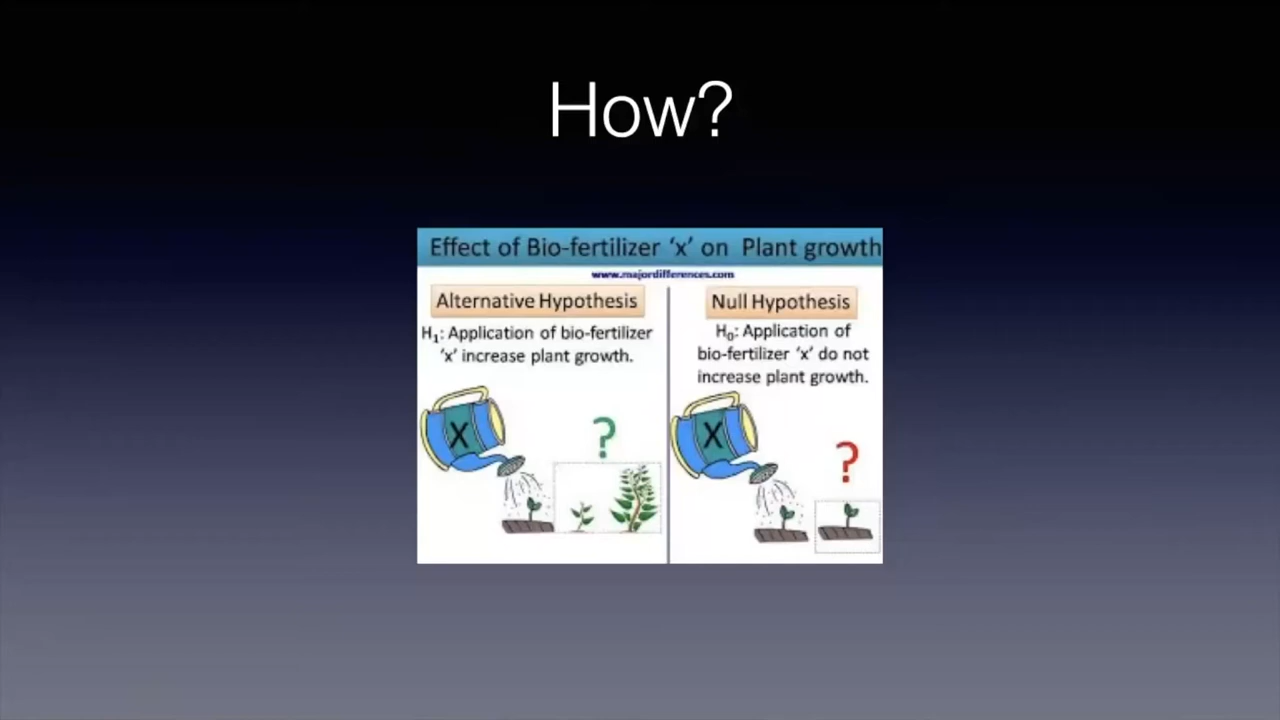 How?
Effect of Bio-fertilizer ‘x’ on Plant growth
www.majordifferences.com
Alternative Hypothesis
H₁: Application of bio-fertilizer
‘x’ increase plant growth.
X
?
Null Hypothesis
H₀: Application of
bio-fertilizer ‘x’ do not
increase plant growth.
X
?